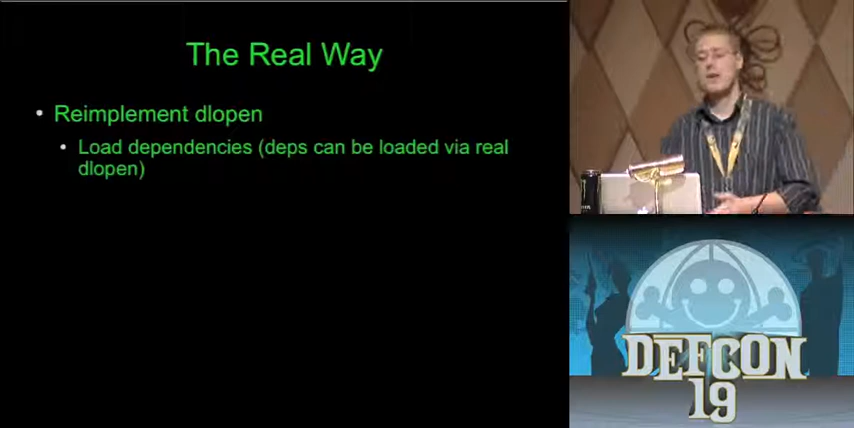 The Real Way
• Reimplement dlopen
• Load dependencies (deps can be loaded via real
dlopen)
DEFCON
19